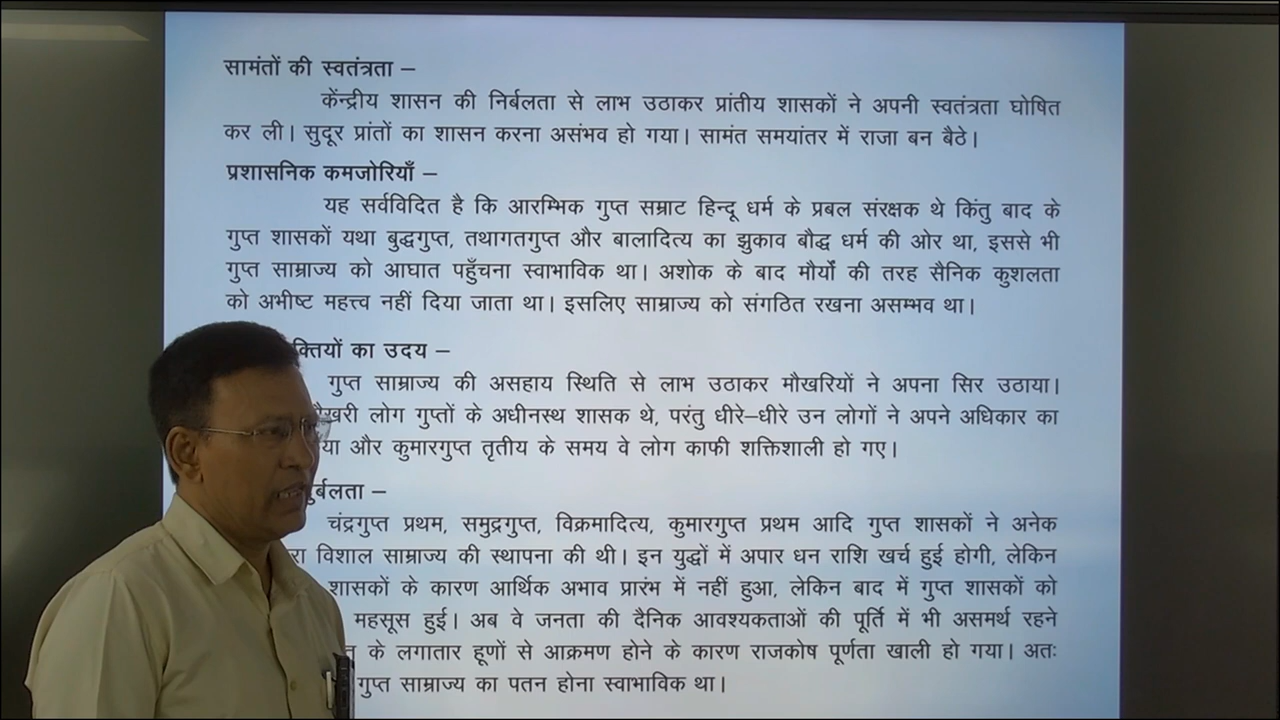 सामंतों की स्वतंत्रता –
केंन्द्रीय शासन की निर्बलता से लाभ उठाकर प्रांतीय शासकों ने अपनी स्वतंत्रता घोषित
कर ली। सुदूर प्रांतों का शासन करना असंभव हो गया। सामंत समयांतर में राजा बन बैठे।
प्रशासनिक कमजोरियाँ –
यह सर्वविदित है कि आरम्भिक गुप्त सम्राट हिन्दू धर्म के प्रबल संरक्षक थे किंतु बाद के
गुप्त शासकों यथा बुद्धगुप्त, तथागतगुप्त और बालादित्य का झुकाव बौद्ध धर्म की ओर था, इससे भी
गुप्त साम्राज्य को आघात पहुँचना स्वाभाविक था। अशोक के बाद मौर्यों की तरह सैनिक कुशलता
को अभीष्ट महत्त्व नहीं दिया जाता था। इसलिए साम्राज्य को संगठित रखना असम्भव था।
का उदय –
गुप्त साम्राज्य की असहाय स्थिति से लाभ उठाकर मौखरियों ने अपना सिर उठाया।
लोग गुप्तों के अधीनस्थ शासक थे, परंतु धीरे–धीरे उन लोगों ने अपने अधिकार का
और कुमारगुप्त तृतीय के समय वे लोग काफी शक्तिशाली हो गए।
–
चंद्रगुप्त प्रथम, समुद्रगुप्त, विक्रमादित्य, कुमारगुप्त प्रथम आदि गुप्त शासकों ने अनेक
विशाल साम्राज्य की स्थापना की थी। इन युद्धों में अपार धन राशि खर्च हुई होगी, लेकिन
शासकों के कारण आर्थिक अभाव प्रारंभ में नहीं हुआ, लेकिन बाद में गुप्त शासकों को
महसूस हुई। अब वे जनता की दैनिक आवश्यकताओं की पूर्ति में भी असमर्थ रहने
के लगातार हूणों से आक्रमण होने के कारण राजकोष पूर्णता खाली हो गया। अतः
गुप्त साम्राज्य का पतन होना स्वाभाविक था।